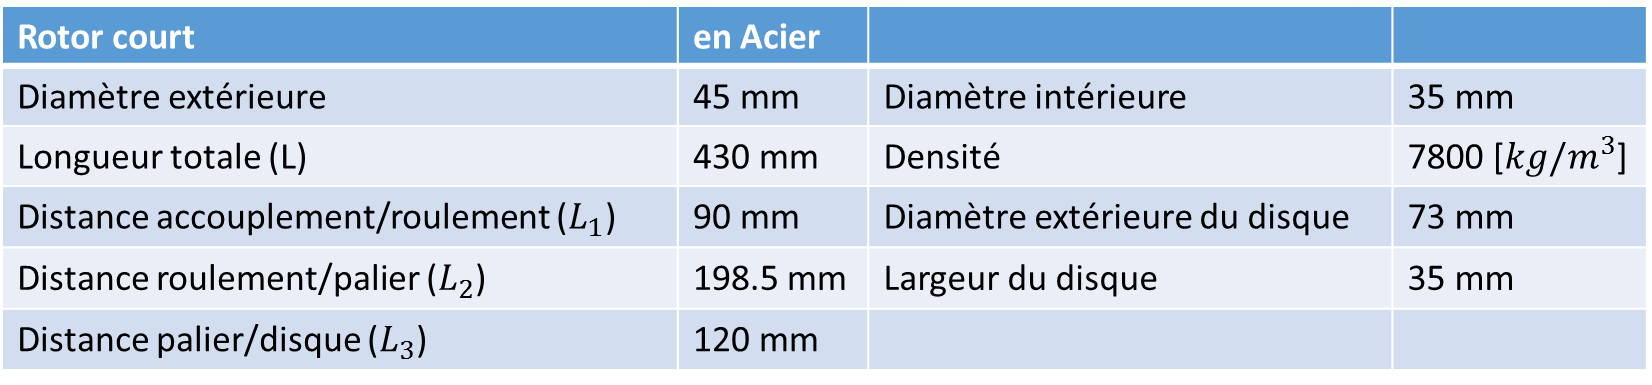 Rotor court en Acier
Diamètre extérieure 45 mm Diamètre intérieure 35 mm
Longueur totale (L) 430 mm Densité 7800 [kg/m³]
Distance accouplement/roulement (L₁) 90 mm Diamètre extérieure du disque 73 mm
Distance roulement/palier (L₂) 198.5 mm Largeur du disque 35 mm
Distance palier/disque (L₃) 120 mm